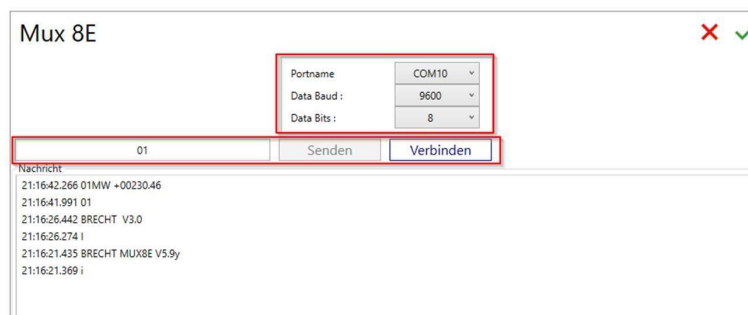 Mux 8E
Portname COM10
Data Baud : 9600
Data Bits : 8
01 Senden Verbinden
Nachricht
21:16:42.266 01MW +00230.46
21:16:41.991 01
21:16:26.442 BRECHT  V3.0
21:16:26.274 I
21:16:21.435 BRECHT MUX8E V5.9y
21:16:21.369 i